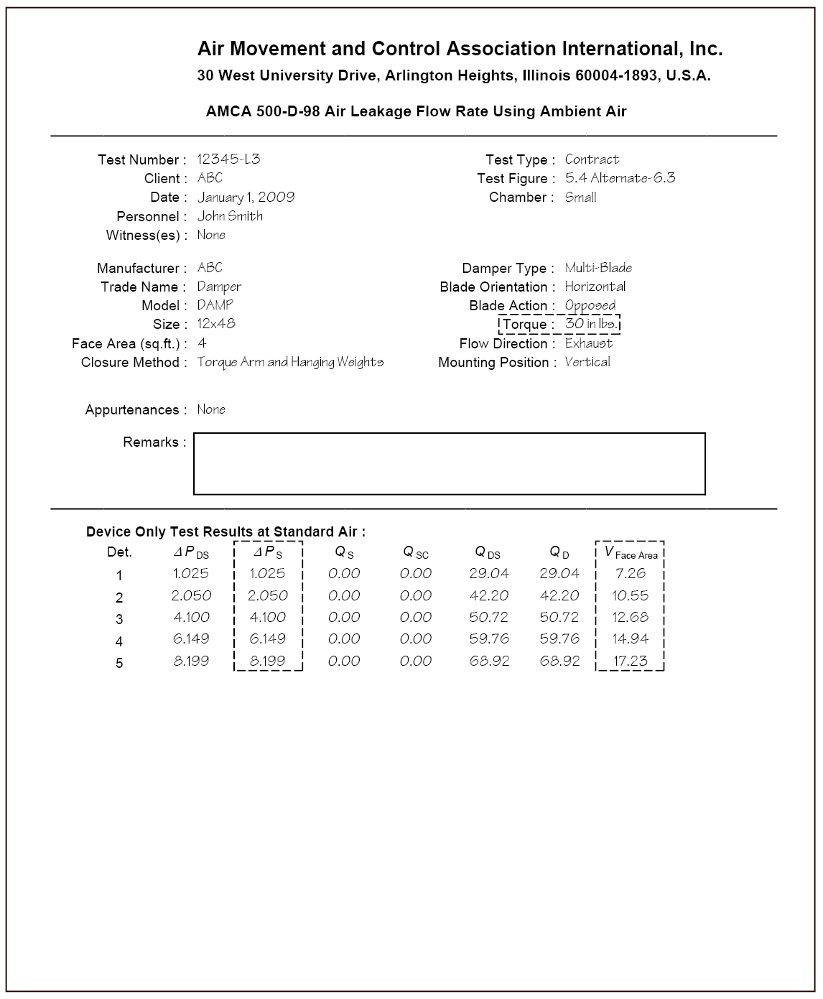 Air Movement and Control Association International, Inc.
30 West University Drive, Arlington Heights, Illinois 60004-1893, U.S.A.
AMCA 500-D-98 Air Leakage Flow Rate Using Ambient Air
Test Number : 12345-L3 Test Type : Contract
Client : ABC Test Figure : 5.4 Alternate-6.3
Date : January 1, 2009 Chamber : Small
Personnel : John Smith
Witness(es) : None
Manufacturer : ABC Damper Type : Multi-Blade
Trade Name : Damper Blade Orientation : Horizontal
Model : DAMP Blade Action : Opposed
Size : 12x48 Torque : 30 in lbs.
Face Area (sq.ft.) : 4 Flow Direction : Exhaust
Closure Method : Torque Arm and Hanging Weights Mounting Position : Vertical
Appurtenances : None
Remarks :
Device Only Test Results at Standard Air :
Det. ΔP DS ΔP S Q S Q SC Q DS Q D V Face Area
1 1.025 1.025 0.00 0.00 29.04 29.04 7.26
2 2.050 2.050 0.00 0.00 42.20 42.20 10.55
3 4.100 4.100 0.00 0.00 50.72 50.72 12.68
4 6.149 6.149 0.00 0.00 59.76 59.76 14.94
5 8.199 8.199 0.00 0.00 68.92 68.92 17.23